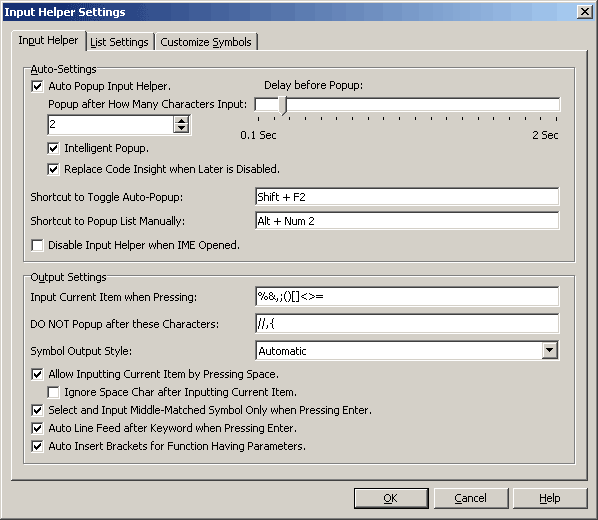 Input Helper Settings
Input Helper
List Settings
Customize Symbols
Auto-Settings
Auto Popup Input Helper.
Delay before Popup:
Popup after How Many Characters Input:
2
0.1 Sec
2 Sec
Intelligent Popup.
Replace Code Insight when Later is Disabled.
Shortcut to Toggle Auto-Popup:
Shift + F2
Shortcut to Popup List Manually:
Alt + Num 2
Disable Input Helper when IME Opened.
Output Settings
Input Current Item when Pressing:
%&,;()[]<>=
DO NOT Popup after these Characters:
//,{
Symbol Output Style:
Automatic
Allow Inputting Current Item by Pressing Space.
Ignore Space Char after Inputting Current Item.
Select and Input Middle-Matched Symbol Only when Pressing Enter.
Auto Line Feed after Keyword when Pressing Enter.
Auto Insert Brackets for Function Having Parameters.
OK
Cancel
Help